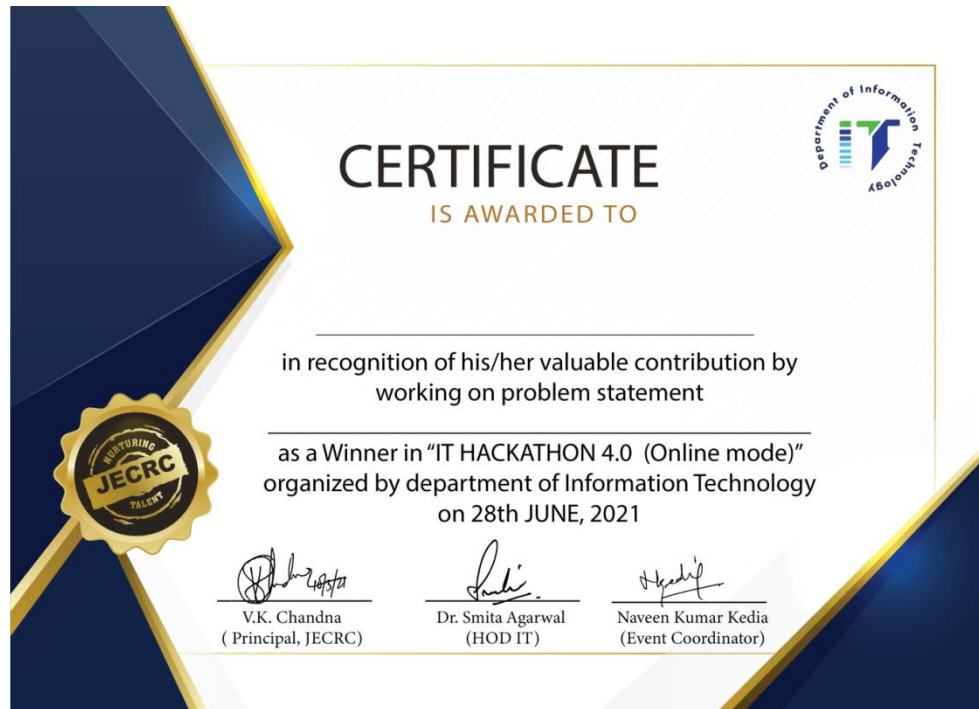 Department of Information Technology
IT
CERTIFICATE
IS AWARDED TO
in recognition of his/her valuable contribution by
working on problem statement
as a Winner in “IT HACKATHON 4.0 (Online mode)”
organized by department of Information Technology
on 28th JUNE, 2021
NURTURING
JECRC
TALENT
V.K. Chandna
( Principal, JECRC)
Dr. Smita Agarwal
(HOD IT)
Naveen Kumar Kedia
(Event Coordinator)